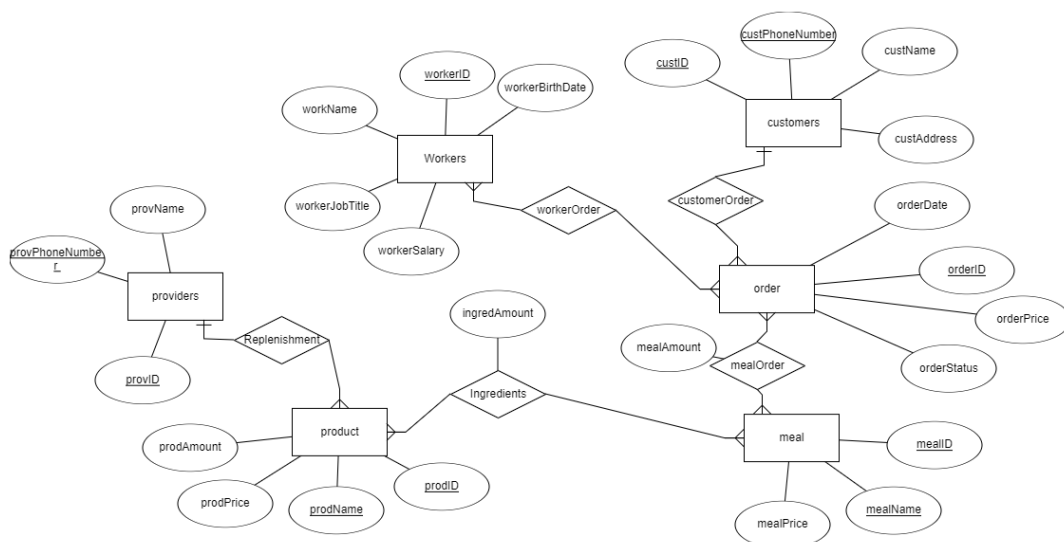 custPhoneNumber
custName
custID
workerID
workerBirthDate
workName
customers
custAddress
Workers
workerJobTitle
customerOrder
workerOrder
orderDate
provName
workerSalary
provPhoneNumbe
r
orderID
providers
order
ingredAmount
orderPrice
Replenishment
mealAmount
mealOrder
orderStatus
provID
Ingredients
product
meal
mealID
prodAmount
prodID
prodPrice
prodName
mealName
mealPrice